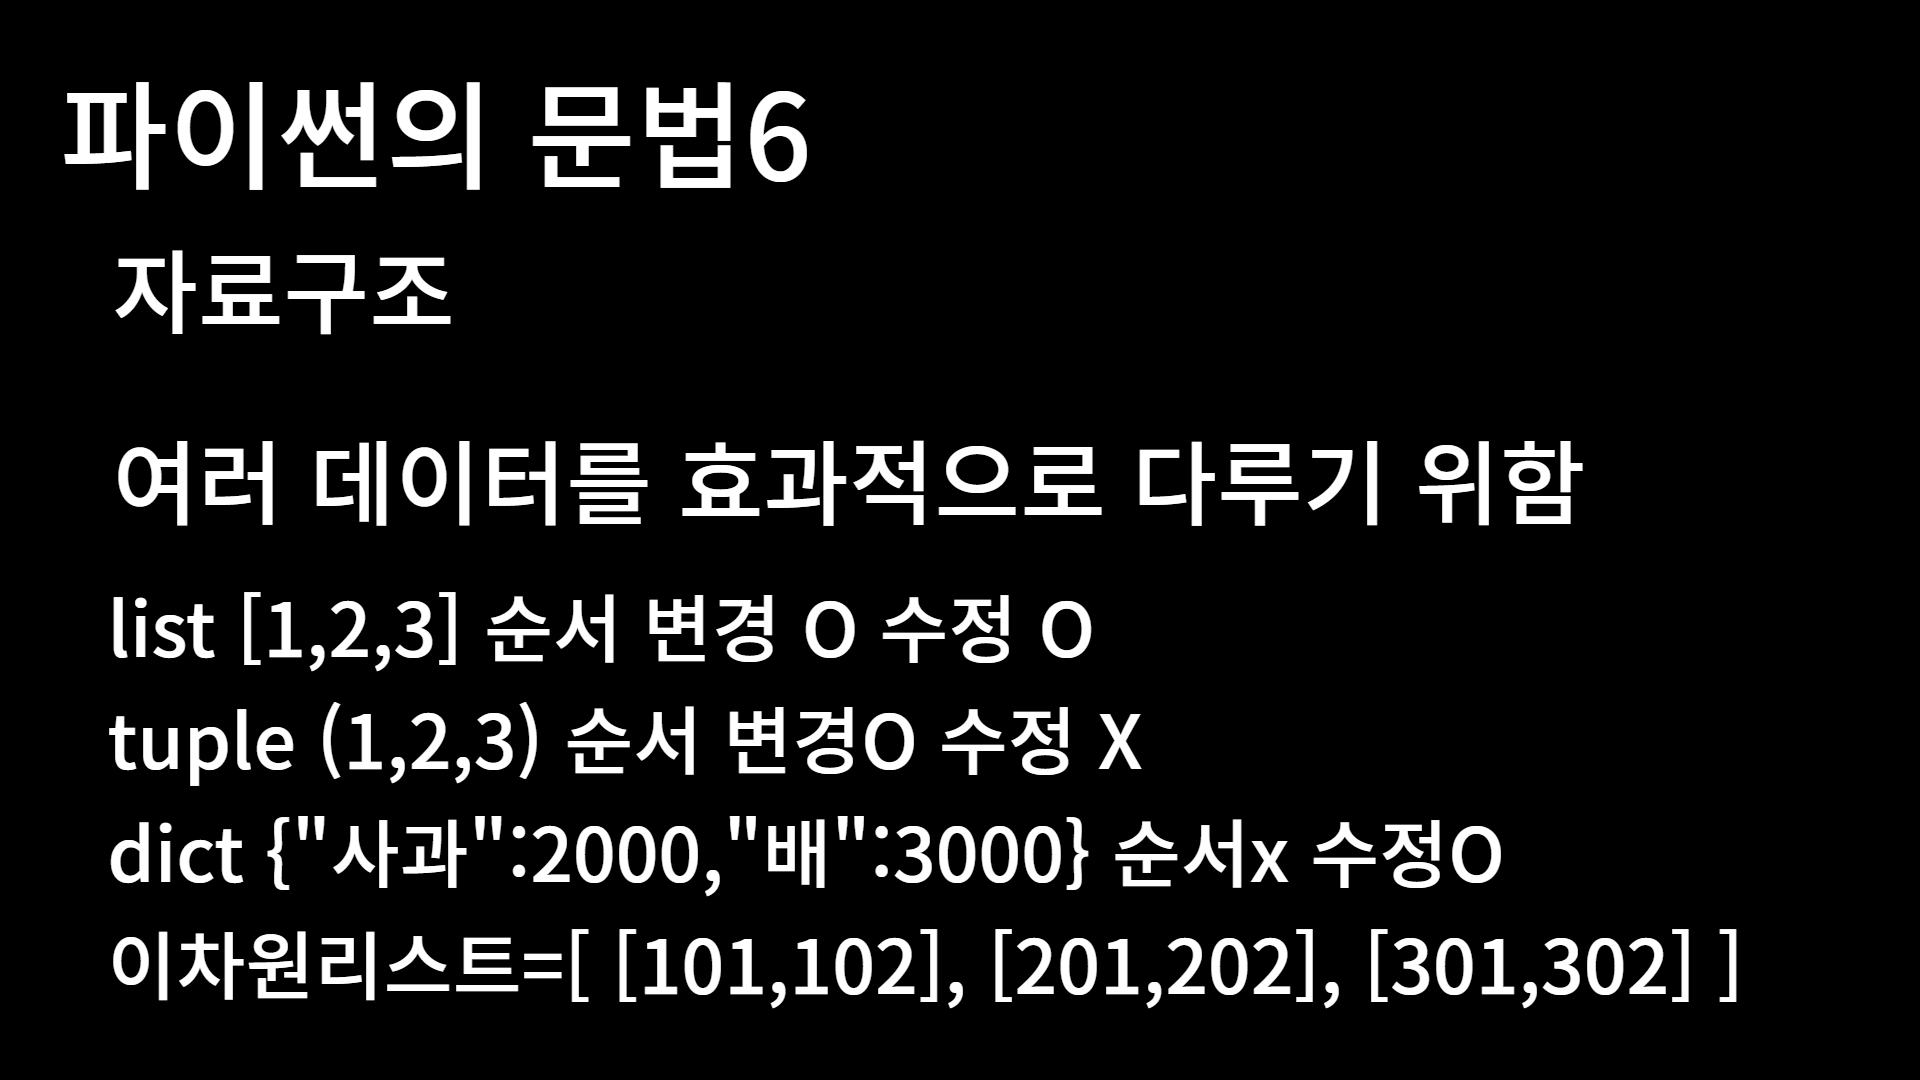 파이썬의 문법6
자료구조
여러 데이터를 효과적으로 다루기 위함
list [1,2,3] 순서 변경 O 수정 O
tuple (1,2,3) 순서 변경O 수정 X
dict {"사과":2000,"배":3000} 순서x 수정O
이차원리스트=[ [101,102], [201,202], [301,302] ]